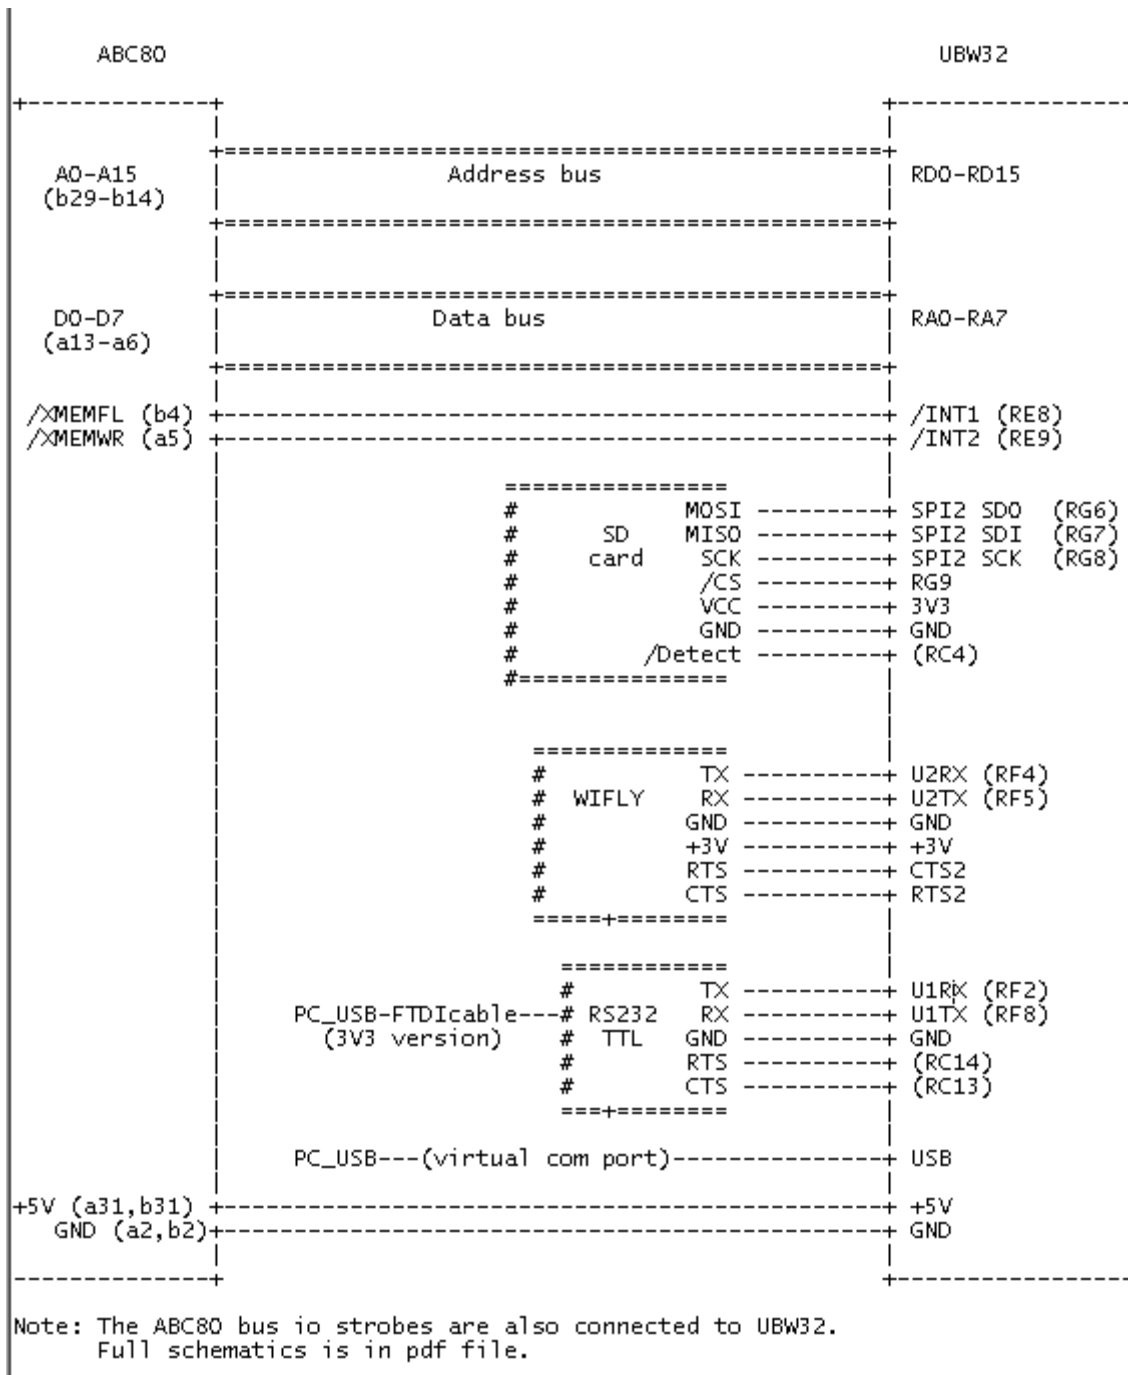 ABC80 UBW32
A0-A15 Address bus RD0-RD15
(b29-b14)
D0-D7 Data bus RA0-RA7
(a13-a6)
/XMEMFL (b4) /INT1 (RE8)
/XMEMWR (a5) /INT2 (RE9)
MOSI SPI2 SDO (RG6)
SD MISO SPI2 SDI (RG7)
card SCK SPI2 SCK (RG8)
/CS RG9
VCC 3V3
GND GND
/Detect (RC4)
TX U2RX (RF4)
WIFLY RX U2TX (RF5)
GND GND
+3V +3V
RTS CTS2
CTS RTS2
TX U1RX (RF2)
PC_USB-FTDIcable---# RS232 RX U1TX (RF8)
(3V3 version) # TTL GND GND
RTS (RC14)
CTS (RC13)
PC_USB---(virtual com port) USB
+5V (a31,b31) +5V
GND (a2,b2) GND
Note: The ABC80 bus io strobes are also connected to UBW32.
Full schematics is in pdf file.